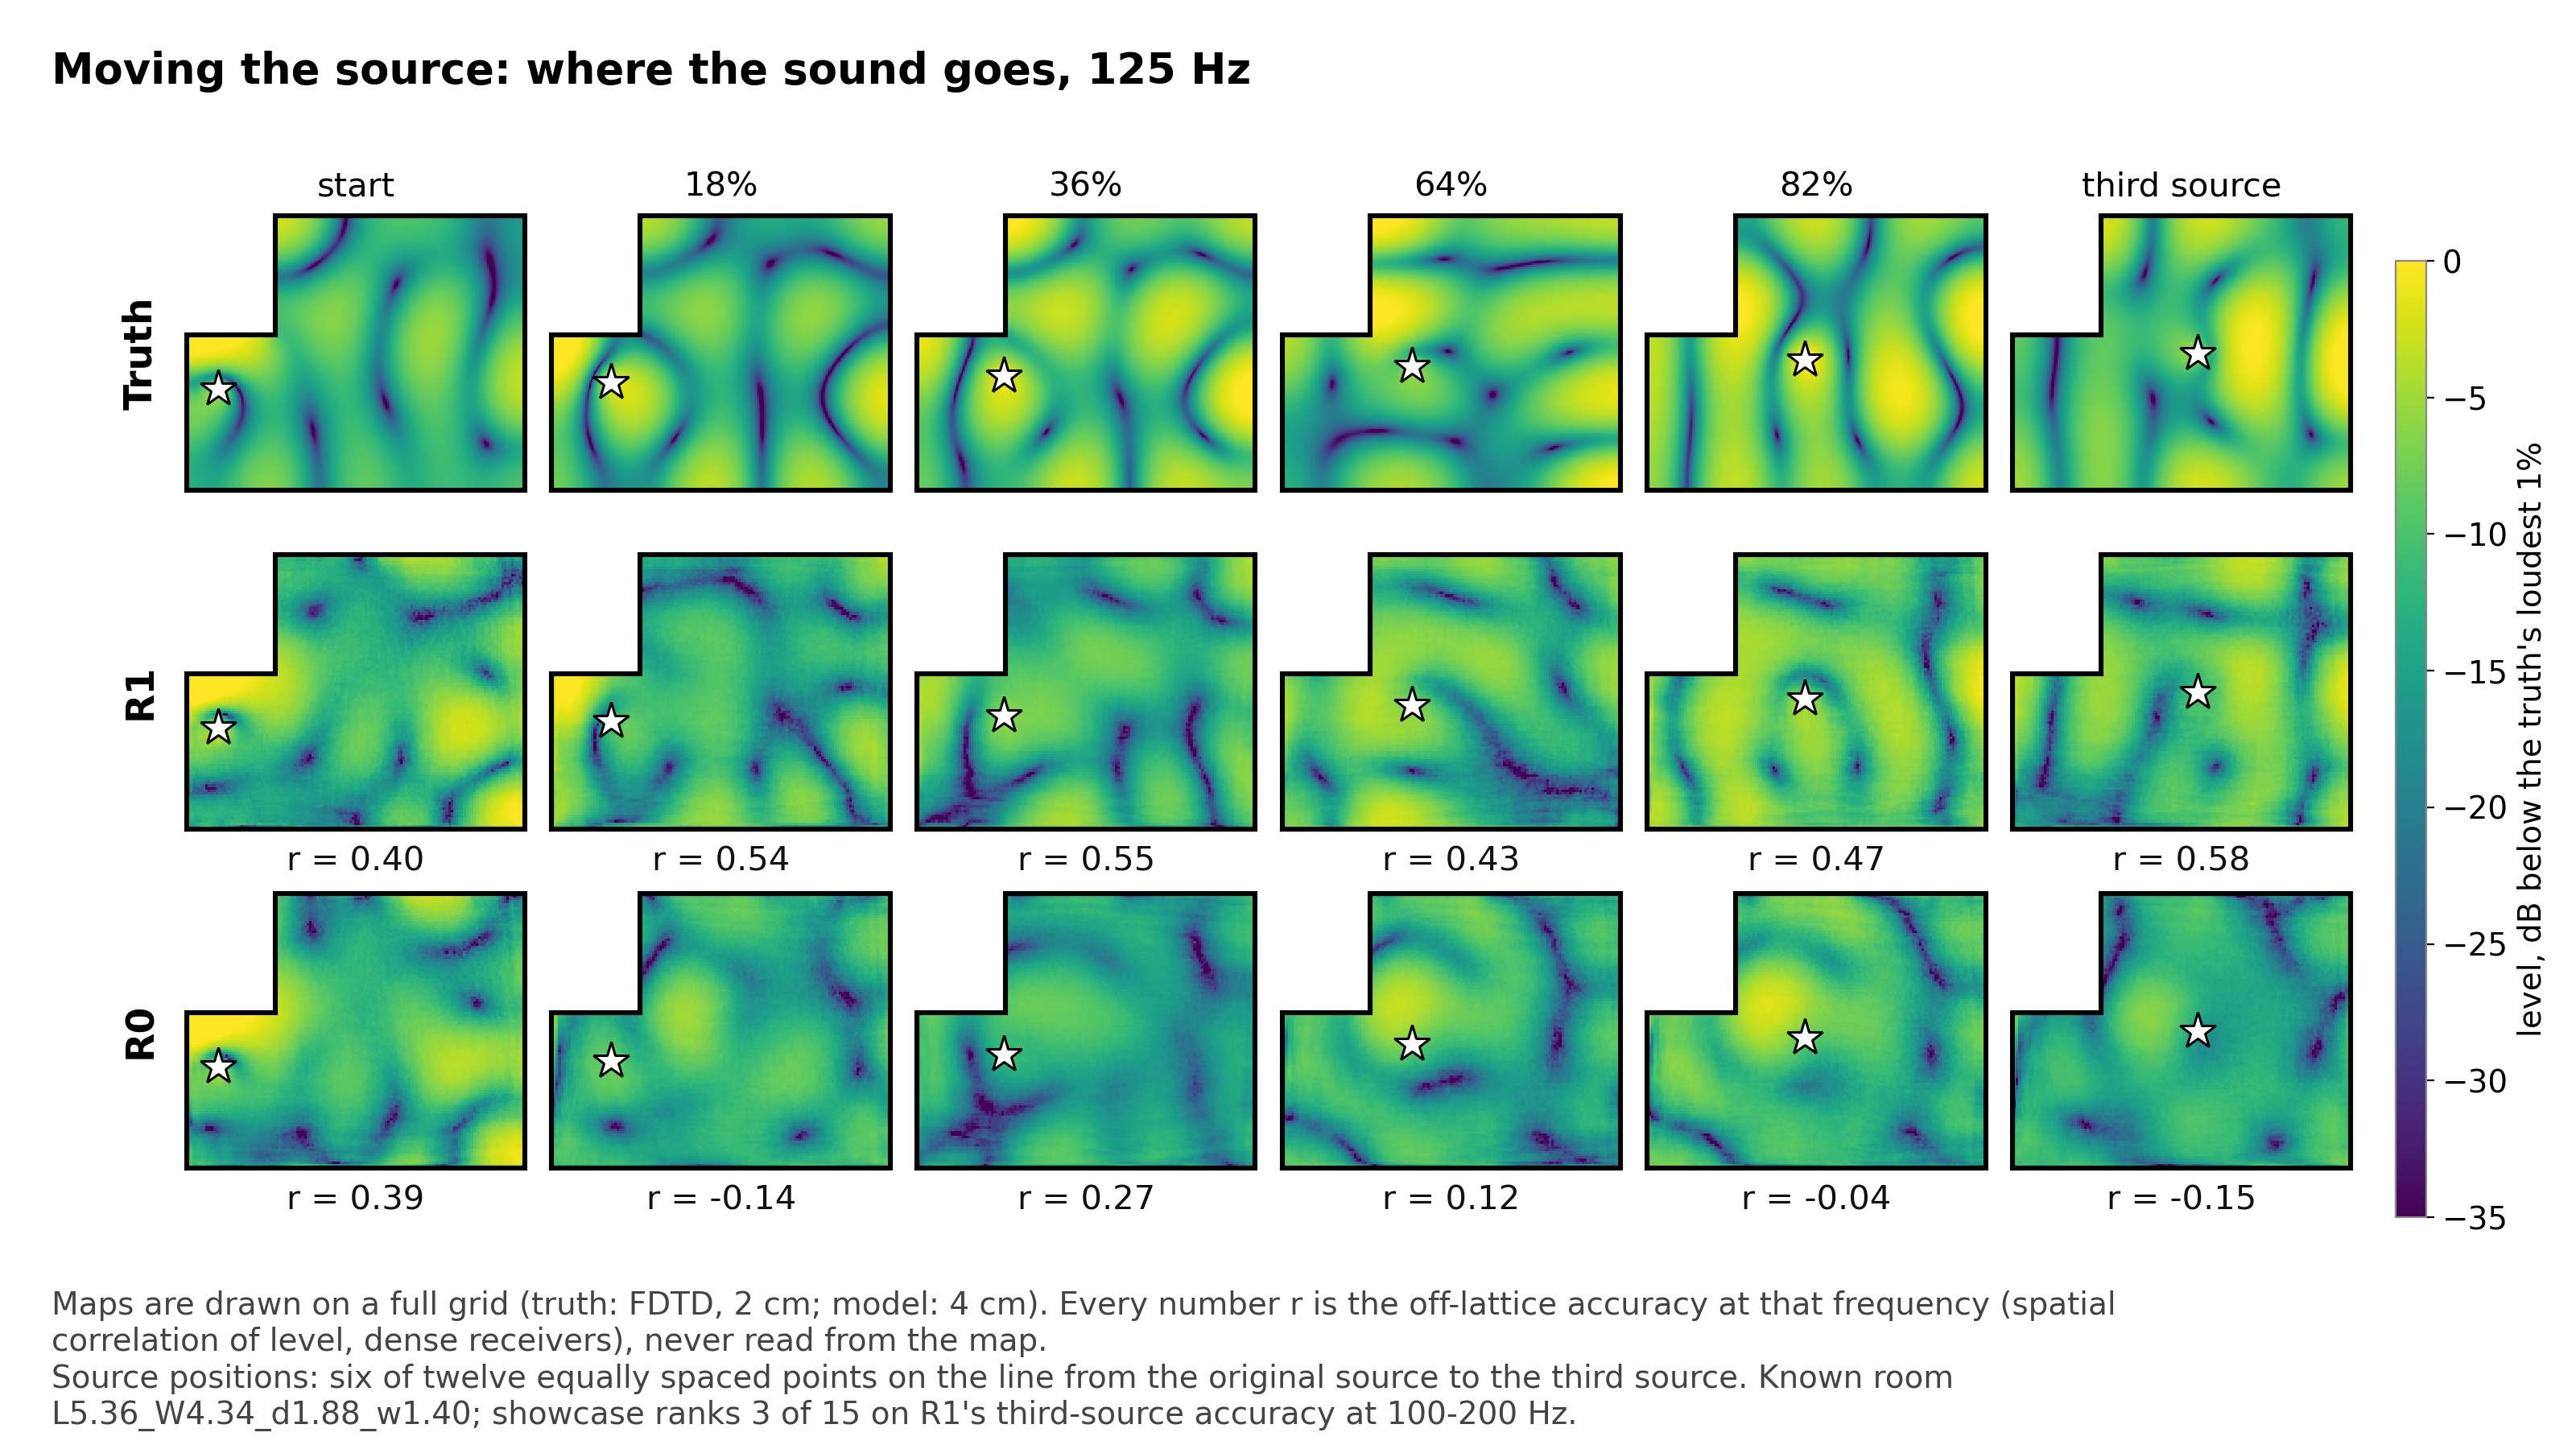 Moving the source: where the sound goes, 125 Hz
start
18%
36%
64%
82%
third source
Truth
R1
r = 0.40
r = 0.54
r = 0.55
r = 0.43
r = 0.47
r = 0.58
R0
r = 0.39
r = -0.14
r = 0.27
r = 0.12
r = -0.04
r = -0.15
0
−5
−10
−15
−20
−25
−30
−35
level, dB below the truth's loudest 1%
Maps are drawn on a full grid (truth: FDTD, 2 cm; model: 4 cm). Every number r is the off-lattice accuracy at that frequency (spatial
correlation of level, dense receivers), never read from the map.
Source positions: six of twelve equally spaced points on the line from the original source to the third source. Known room
L5.36_W4.34_d1.88_w1.40; showcase ranks 3 of 15 on R1's third-source accuracy at 100-200 Hz.